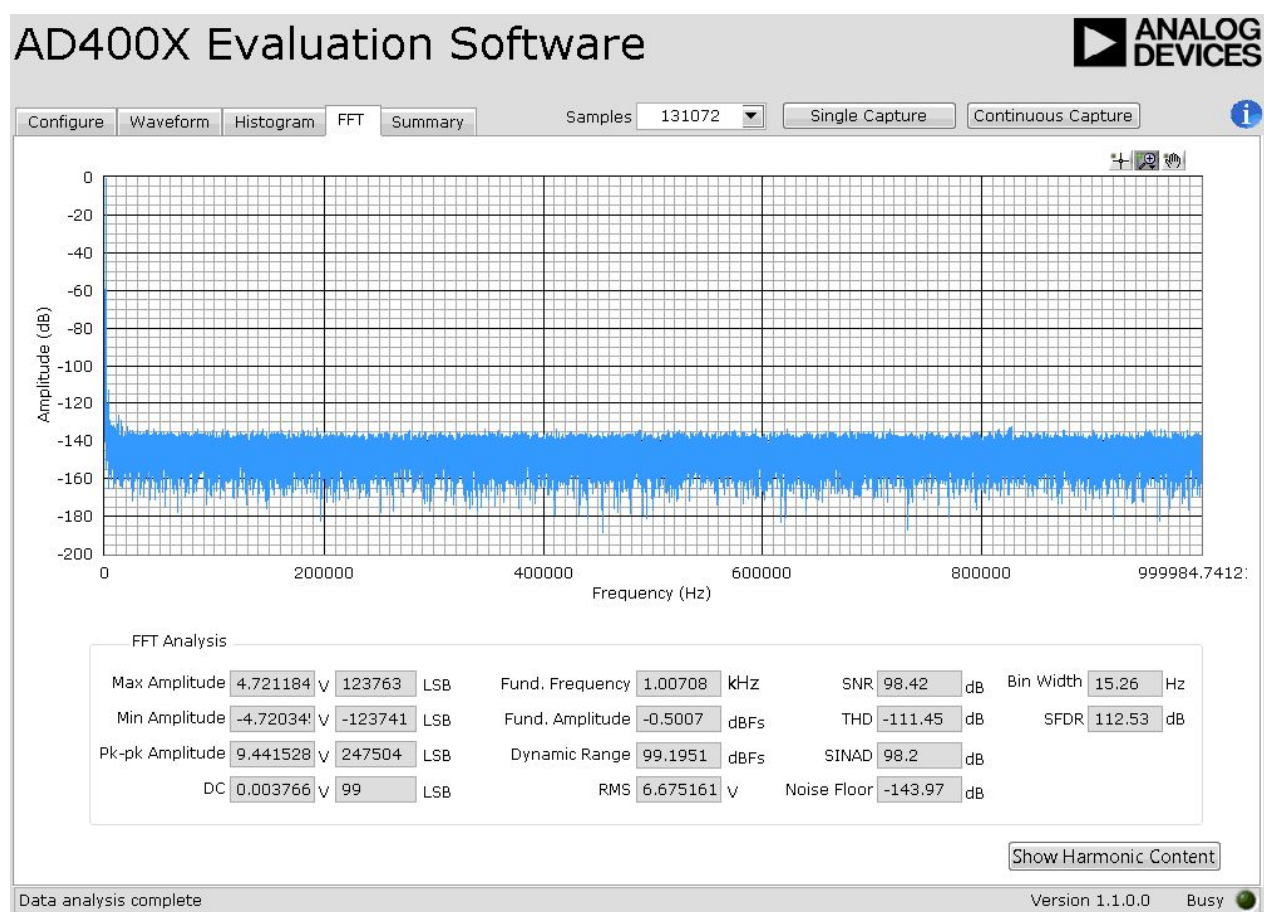 AD400X Evaluation Software
ANALOG
DEVICES
Configure Waveform Histogram FFT Summary Samples 131072 Single Capture Continuous Capture
0
-20
-40
-60
-80
-100
-120
-140
-160
-180
-200
Amplitude (dB)
0 200000 400000 600000 800000 999984.74121
Frequency (Hz)
FFT Analysis
Max Amplitude 4.721184 V 123763 LSB Fund. Frequency 1.00708 kHz SNR 98.42 dB Bin Width 15.26 Hz
Min Amplitude V -123741 LSB Fund. Amplitude -0.5007 dBFs THD -111.45 dB SFDR 112.53 dB
Pk-pk Amplitude 9.441528 V 247504 LSB Dynamic Range 99.1951 dBFs SINAD 98.2 dB
DC 0.003766 V 99 LSB RMS 6.675161 V Noise Floor -143.97 dB
Show Harmonic Content
Data analysis complete Version 1.1.0.0 Busy